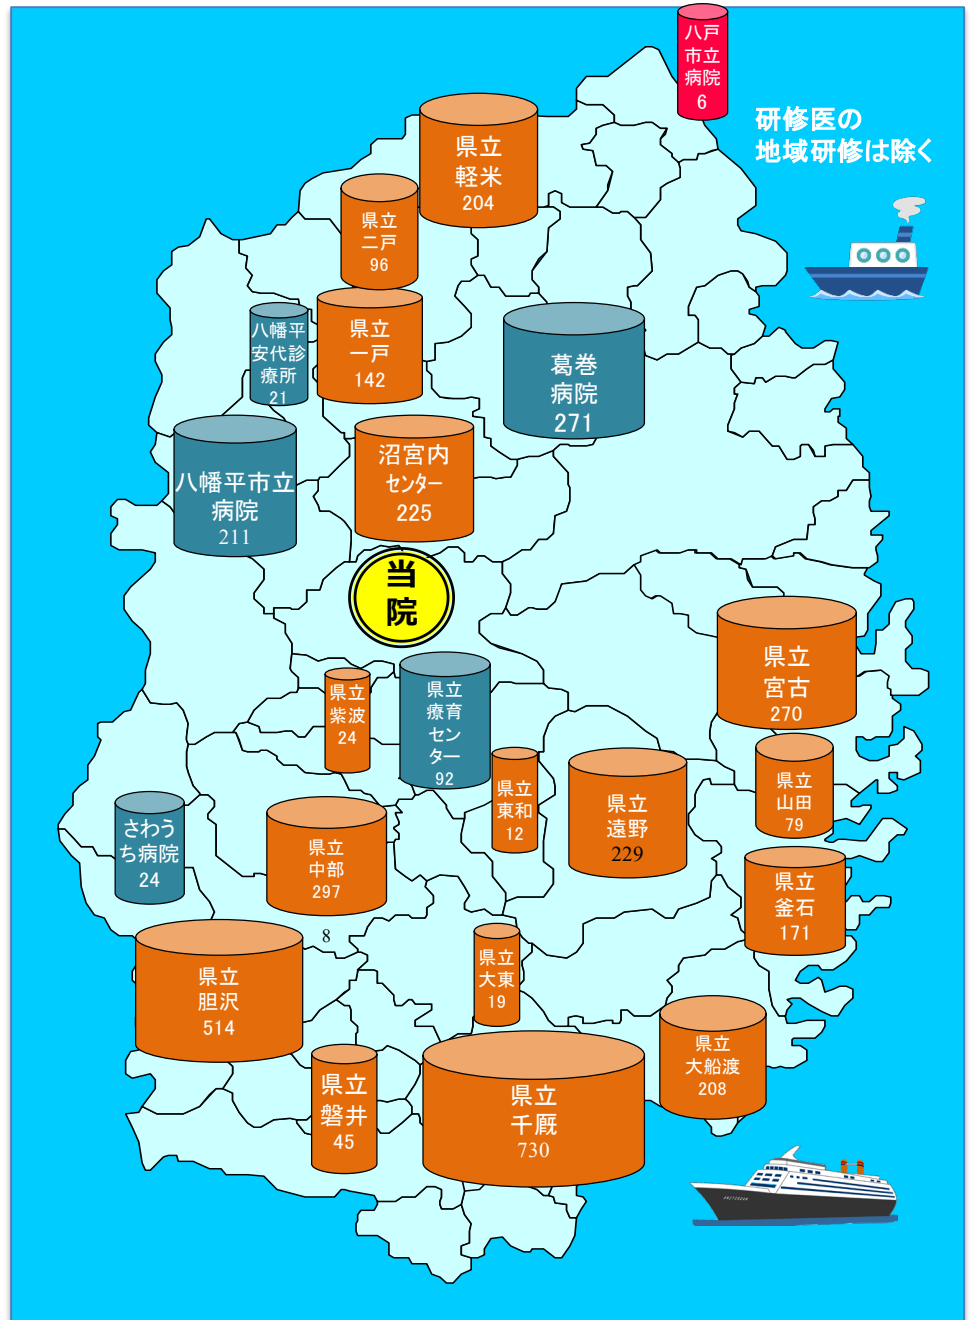 八戸
市立
病院
6
研修医の
地域研修は除く
県立
軽米
204
県立
二戸
96
八幡平
安代診
療所
21
県立
一戸
142
葛巻
病院
271
八幡平市立
病院
211
沼宮内
センター
225
当
院
県立
宮古
270
県立
紫波
24
県立
療育
セン
ター
92
県立
東和
12
県立
遠野
229
県立
山田
79
さわう
ち病院
24
県立
中部
297
県立
釜石
171
8
県立
胆沢
514
県立
大東
19
県立
大船渡
208
県立
磐井
45
県立
千厩
730